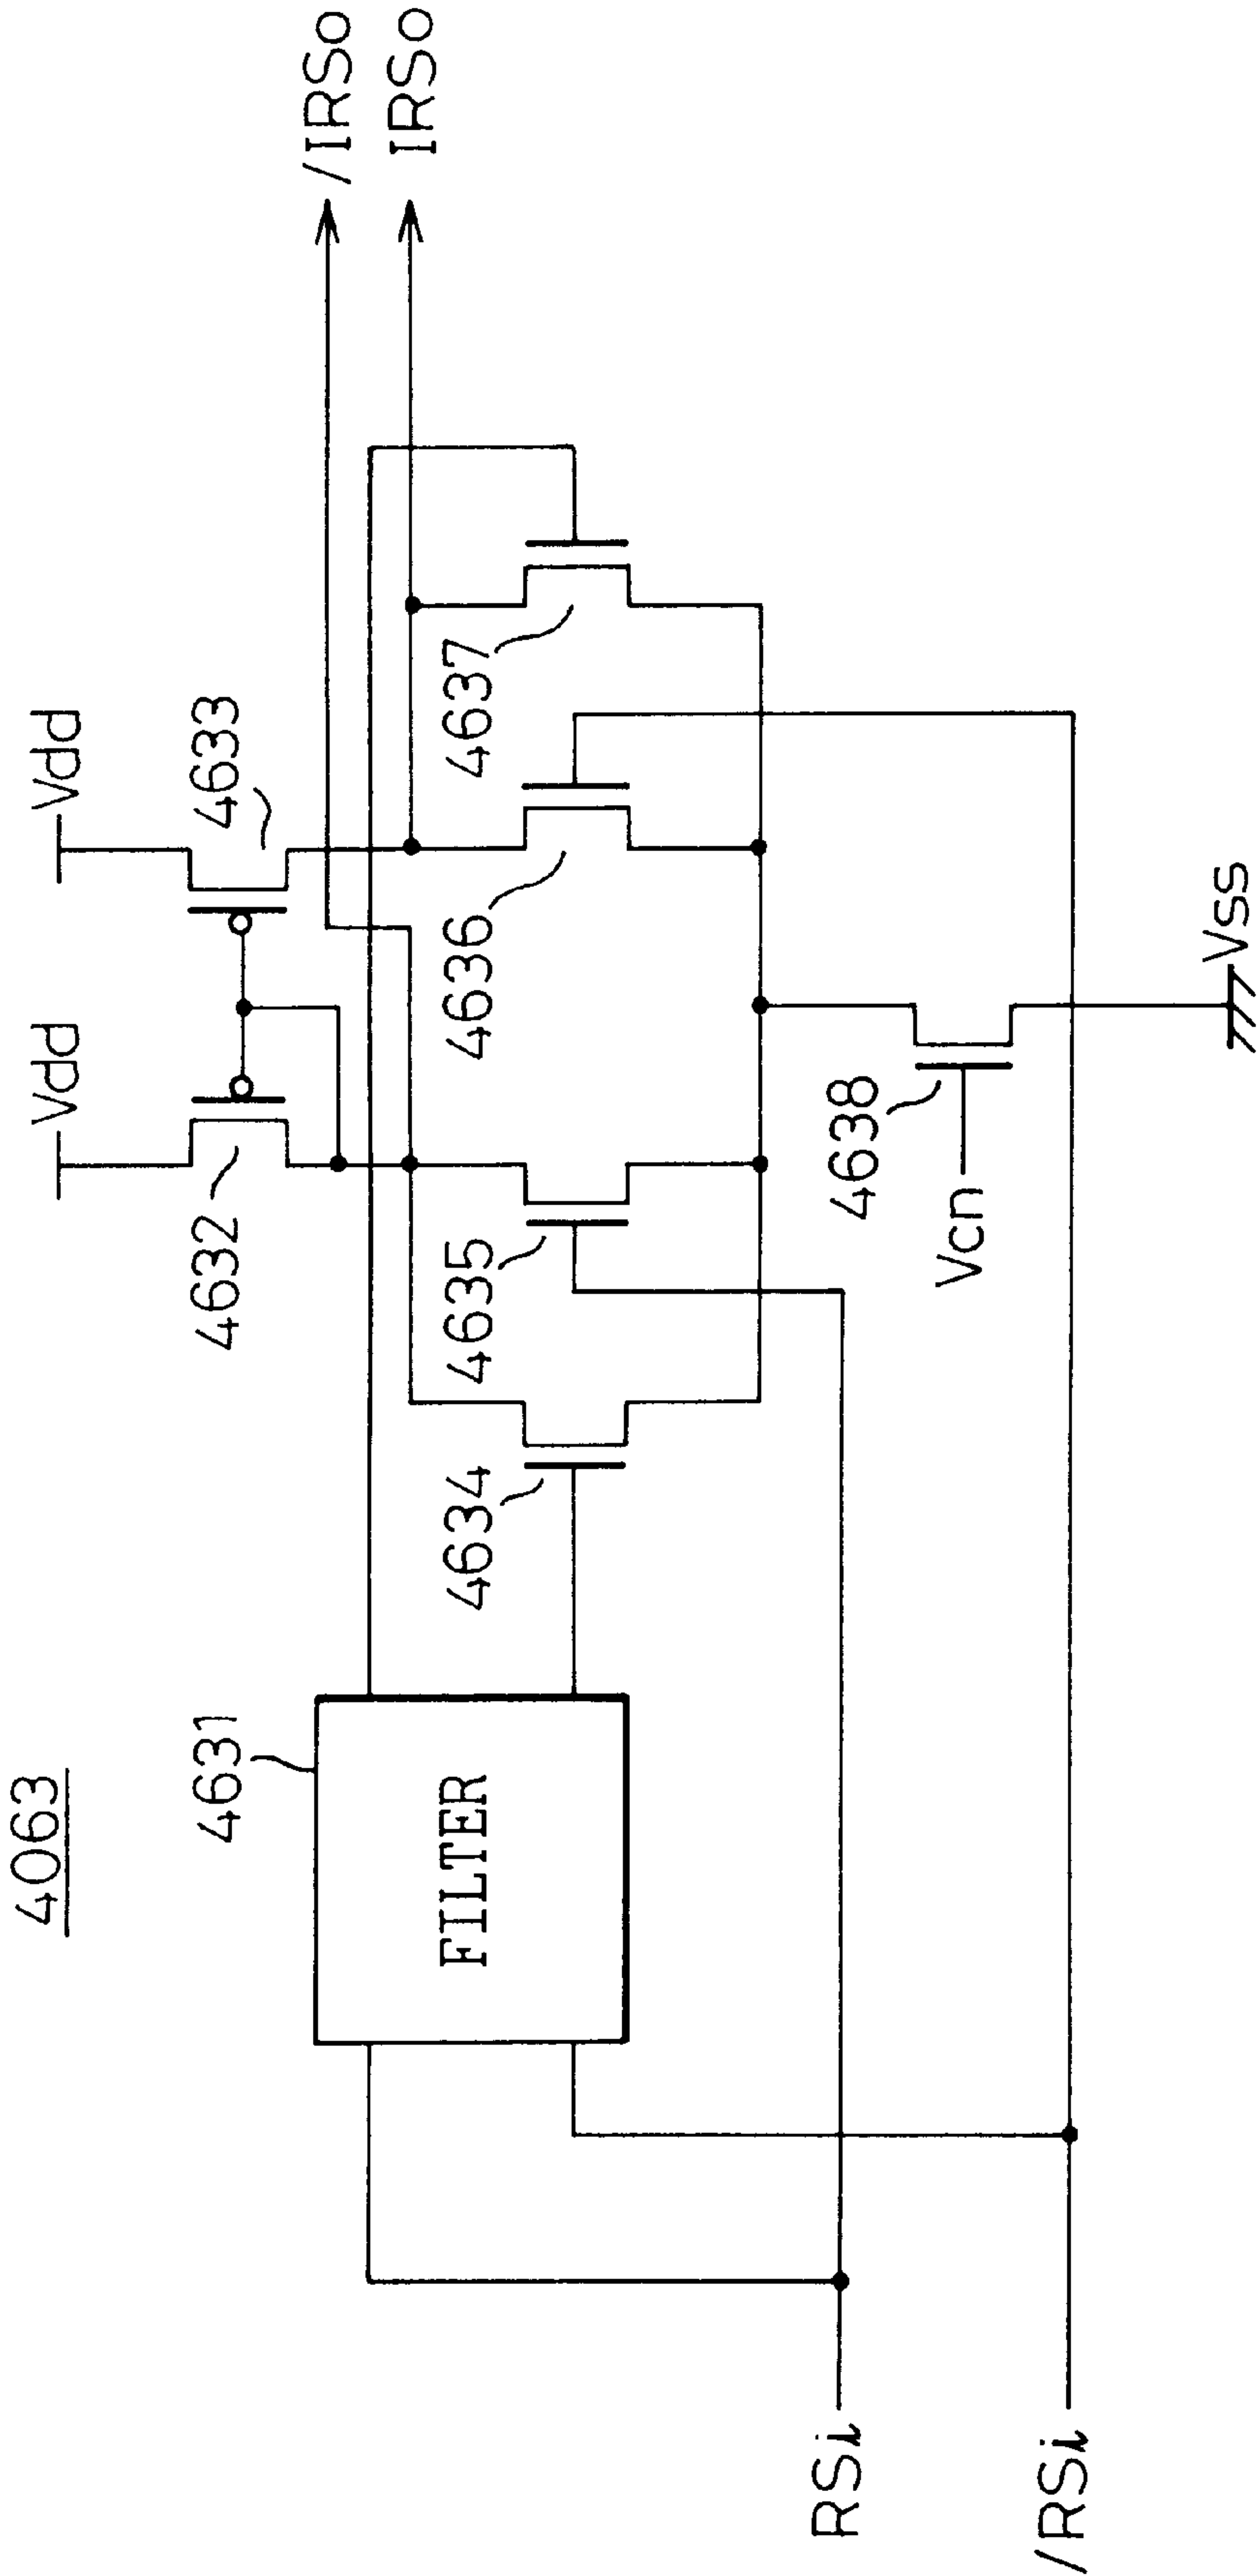 4063
Vdd
Vdd
/IRSo
IRSo
4631
4632
4633
FILTER
4634
4635
4636
4637
RSi
4638
Vcn
/RSi
Vss